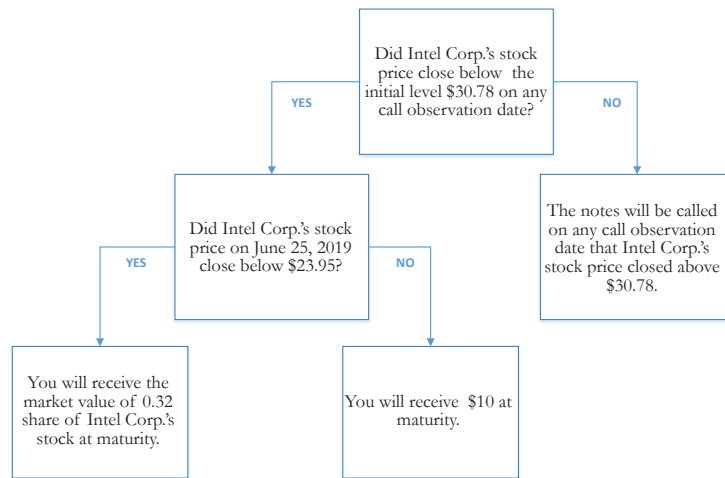 Did Intel Corp.'s stock
price close below the
initial level $30.78 on any
call observation date?
YES
NO
Did Intel Corp.'s stock
price on June 25, 2019
close below $23.95?
The notes will be called
on any call observation
date that Intel Corp.'s
stock price closed above
$30.78.
YES
NO
You will receive the
market value of 0.32
share of Intel Corp.'s
stock at maturity.
You will receive $10 at
maturity.